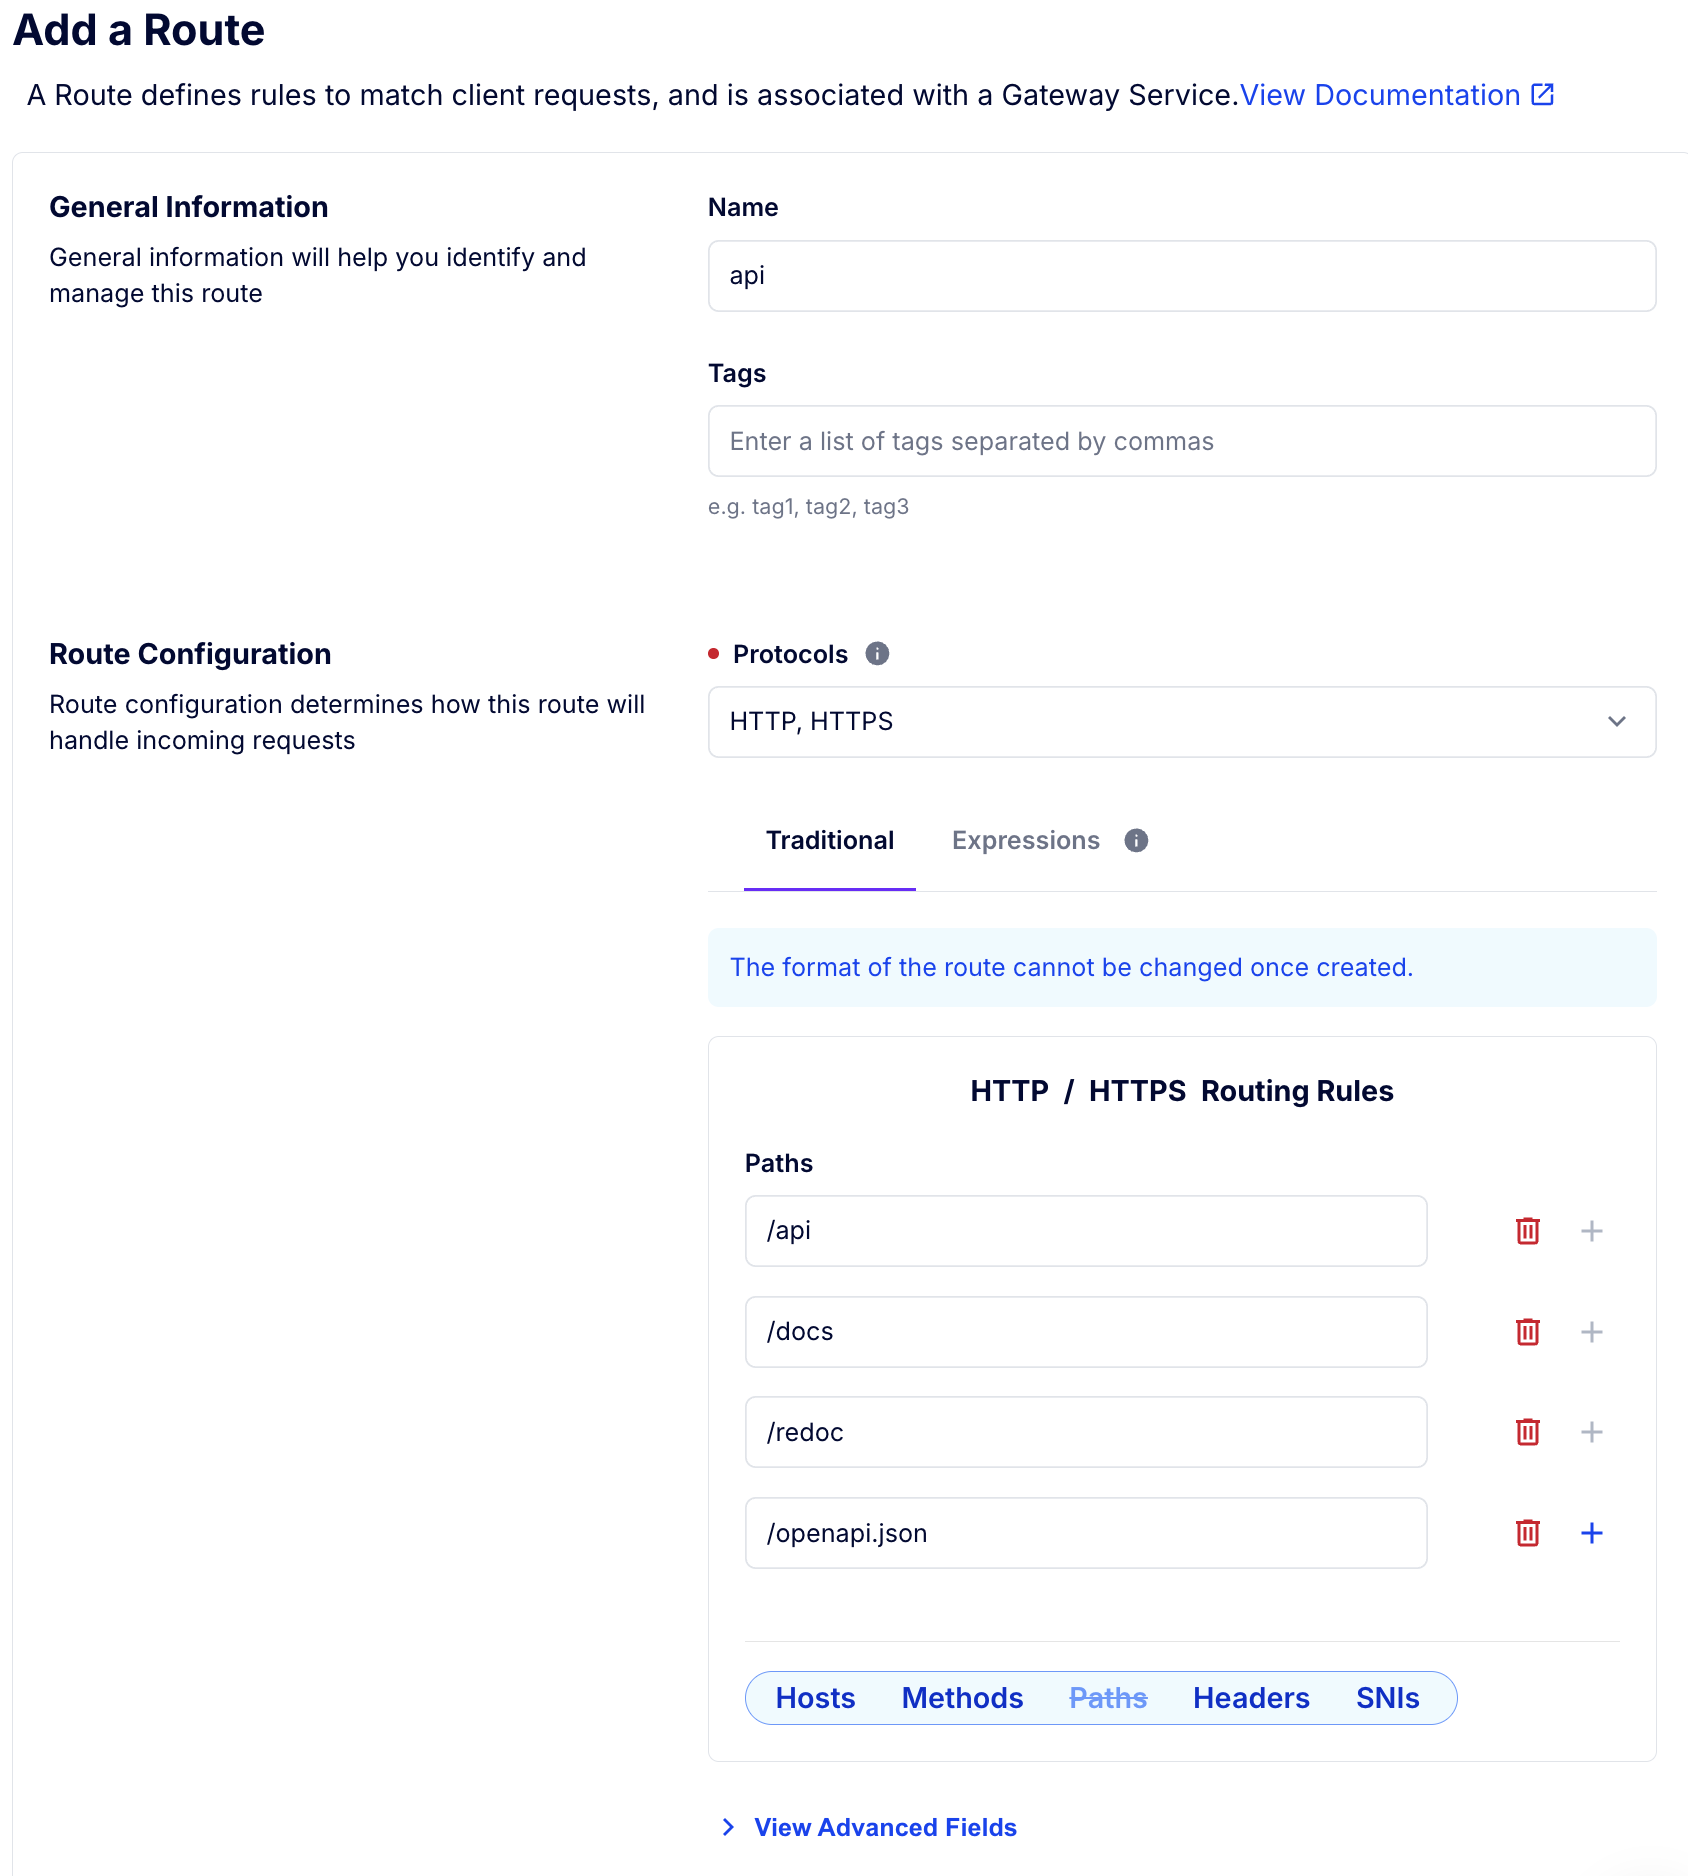 Add a Route
A Route defines rules to match client requests, and is associated with a Gateway Service.View Documentation
General Information
General information will help you identify and
manage this route
Name
api
Tags
Enter a list of tags separated by commas
e.g. tag1, tag2, tag3
Route Configuration
Route configuration determines how this route will
handle incoming requests
Protocols
HTTP, HTTPS
Traditional Expressions
The format of the route cannot be changed once created.
HTTP / HTTPS Routing Rules
Paths
/api
/docs
/redoc
/openapi.json
Hosts Methods Paths Headers SNIs
View Advanced Fields